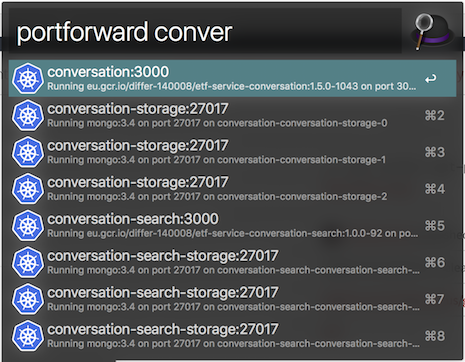 portforward conver
conversation:3000
Running eu.gcr.io/differ-140008/etf-service-conversation:1.5.0-1043 on port 30...
conversation-storage:27017
Running mongo:3.4 on port 27017 on conversation-conversation-storage-0
⌘2
conversation-storage:27017
Running mongo:3.4 on port 27017 on conversation-conversation-storage-1
⌘3
conversation-storage:27017
Running mongo:3.4 on port 27017 on conversation-conversation-storage-2
⌘4
conversation-search:3000
Running eu.gcr.io/differ-140008/etf-service-conversation-search:1.0.0-92 on po...
⌘5
conversation-search-storage:27017
Running mongo:3.4 on port 27017 on conversation-search-conversation-search-...
⌘6
conversation-search-storage:27017
Running mongo:3.4 on port 27017 on conversation-search-conversation-search-...
⌘7
conversation-search-storage:27017
Running mongo:3.4 on port 27017 on conversation-search-conversation-search-...
⌘8